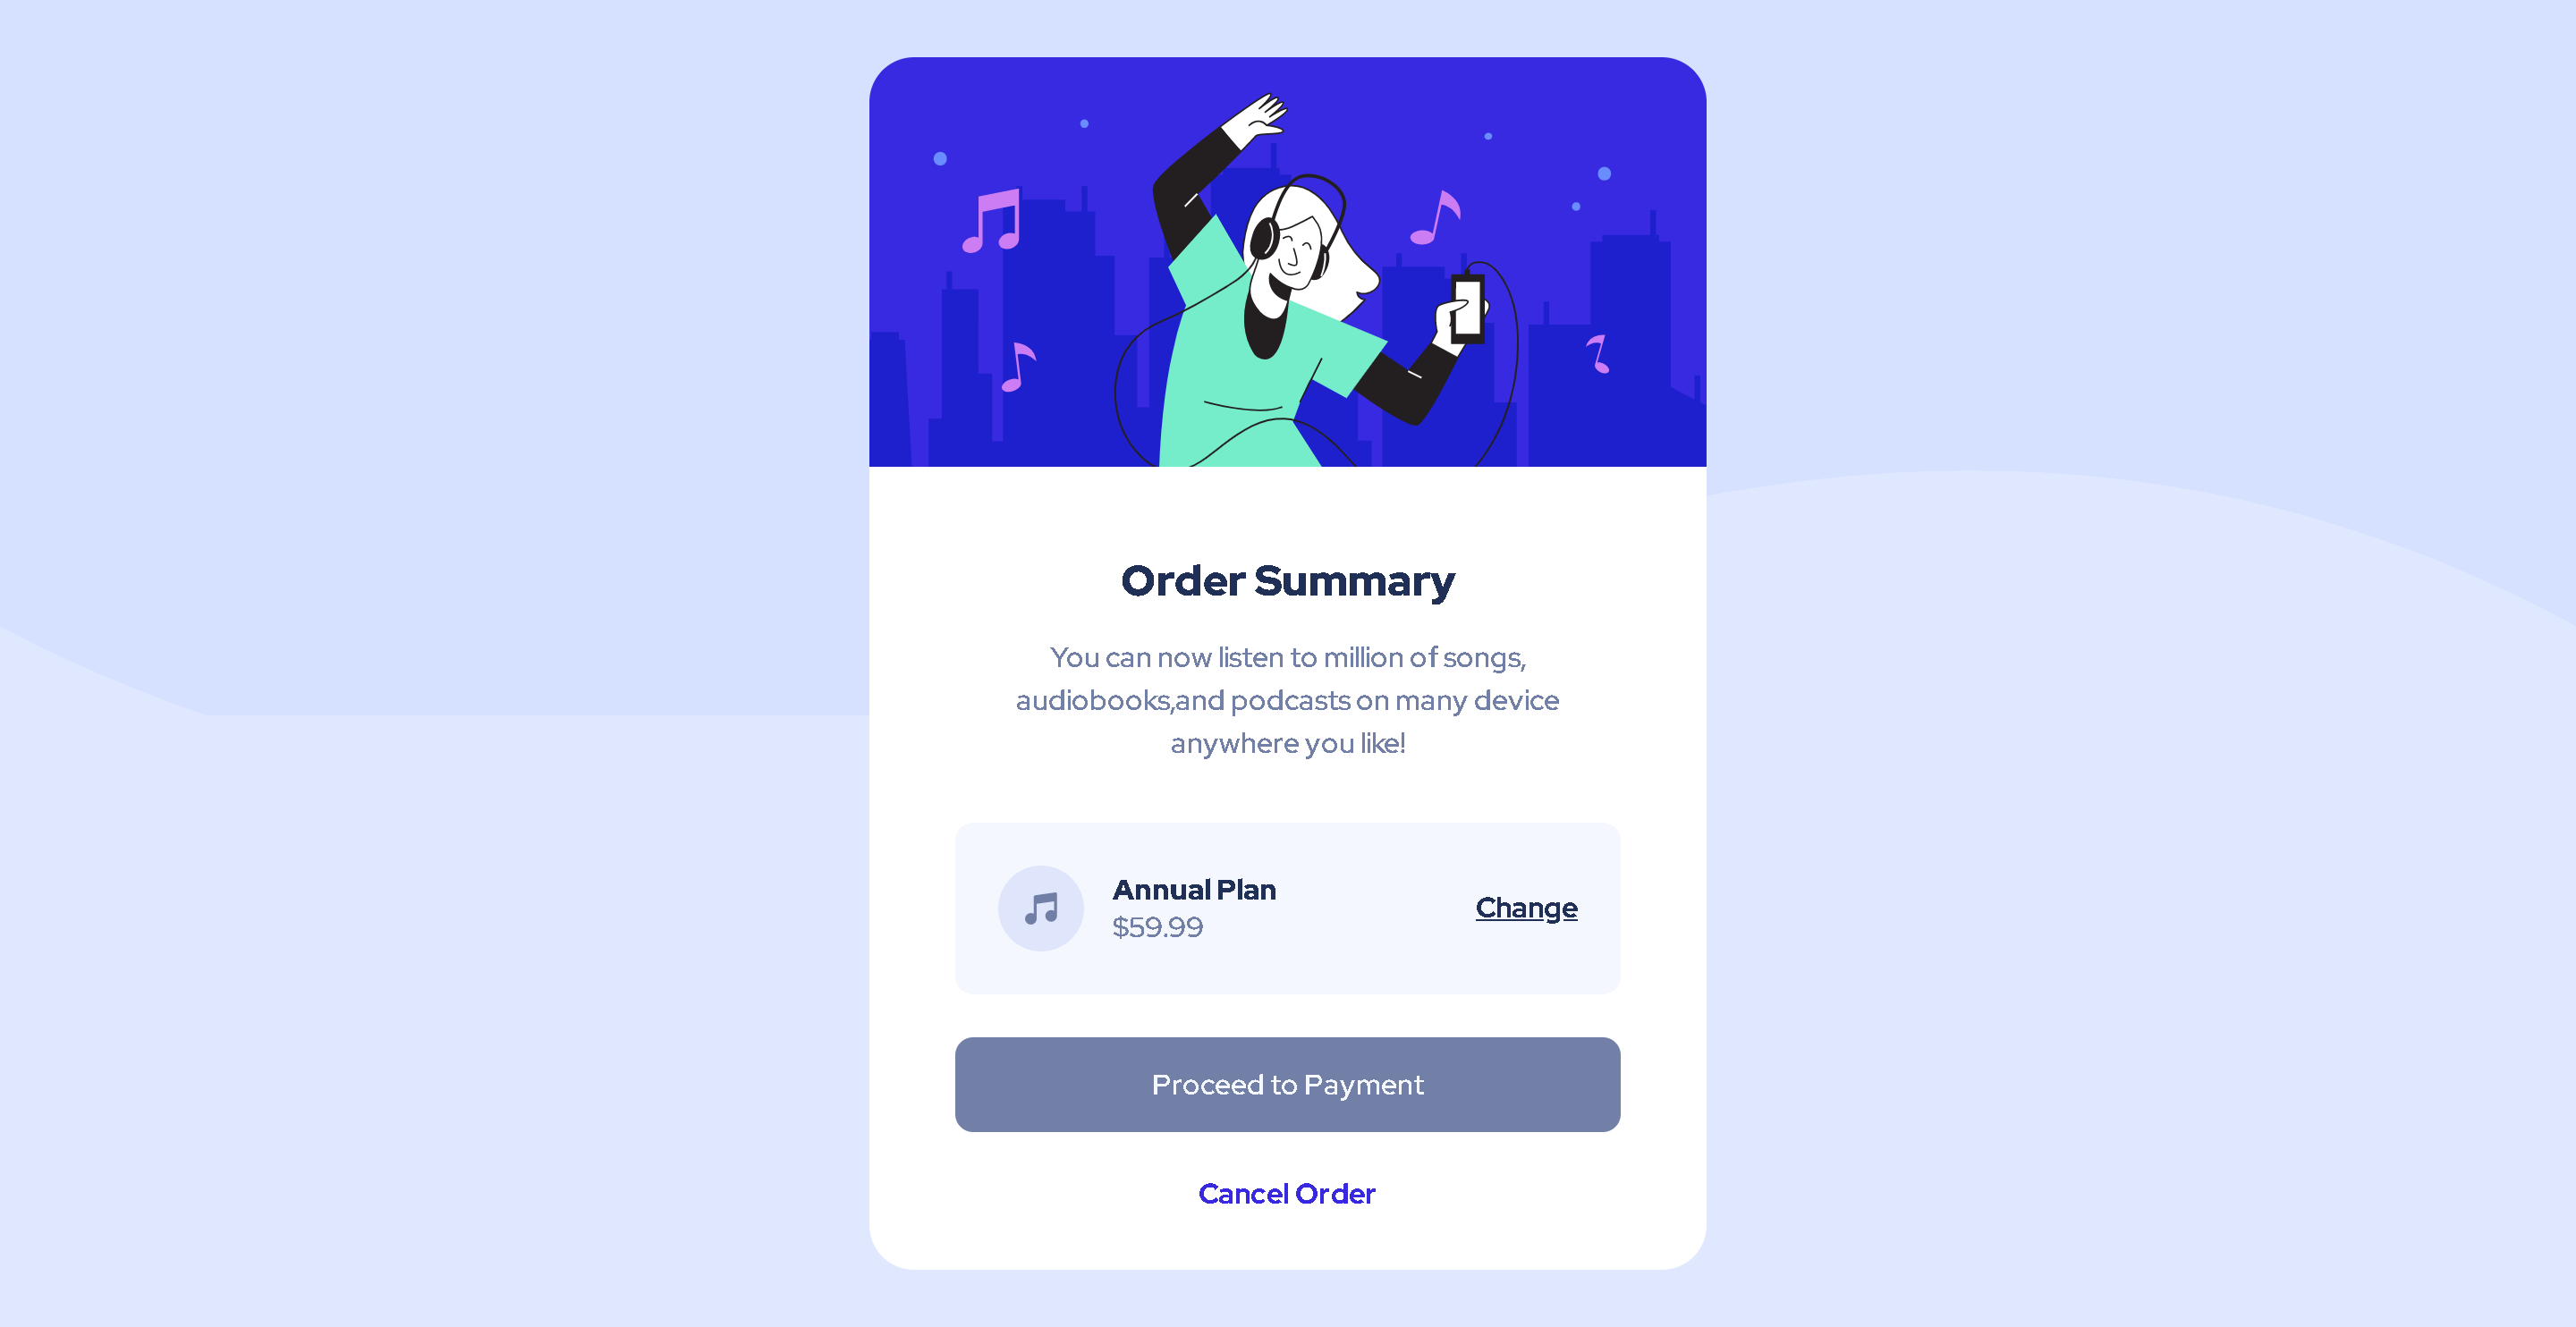 Order Summary
You can now listen to million of songs,
audiobooks,and podcasts on many device
anywhere you like!
Annual Plan
$59.99
Change
Proceed to Payment
Cancel Order